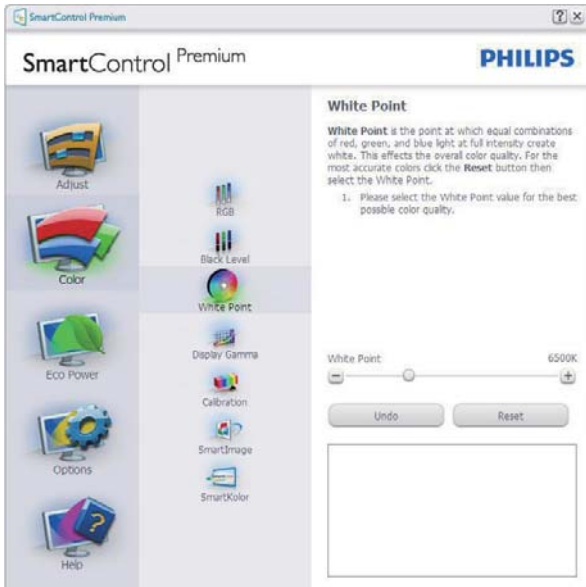 SmartControl Premium
? ×
SmartControl Premium
PHILIPS
Adjust
Color
Eco Power
Options
Help
RGB
Black Level
White Point
Display Gamma
Calibration
SmartImage
SmartKolor
White Point
White Point is the point at which equal combinations
of red, green, and blue light at full intensity create
white. This effects the overall color quality. For the
most accurate colors click the Reset button then
select the White Point.
1. Please select the White Point value for the best
possible color quality.
White Point 6500K
Undo Reset